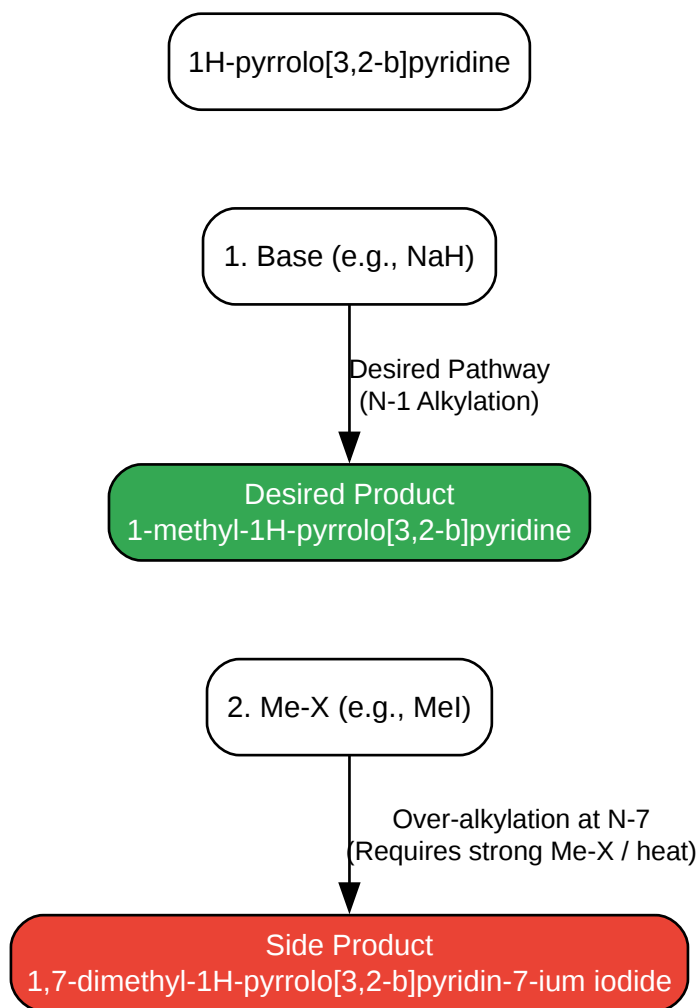 1H-pyrrolo[3,2-b]pyridine
1. Base (e.g., NaH)
Desired Pathway
(N-1 Alkylation)
Desired Product
1-methyl-1H-pyrrolo[3,2-b]pyridine
2. Me-X (e.g., MeI)
Over-alkylation at N-7
(Requires strong Me-X / heat)
Side Product
1,7-dimethyl-1H-pyrrolo[3,2-b]pyridin-7-ium iodide